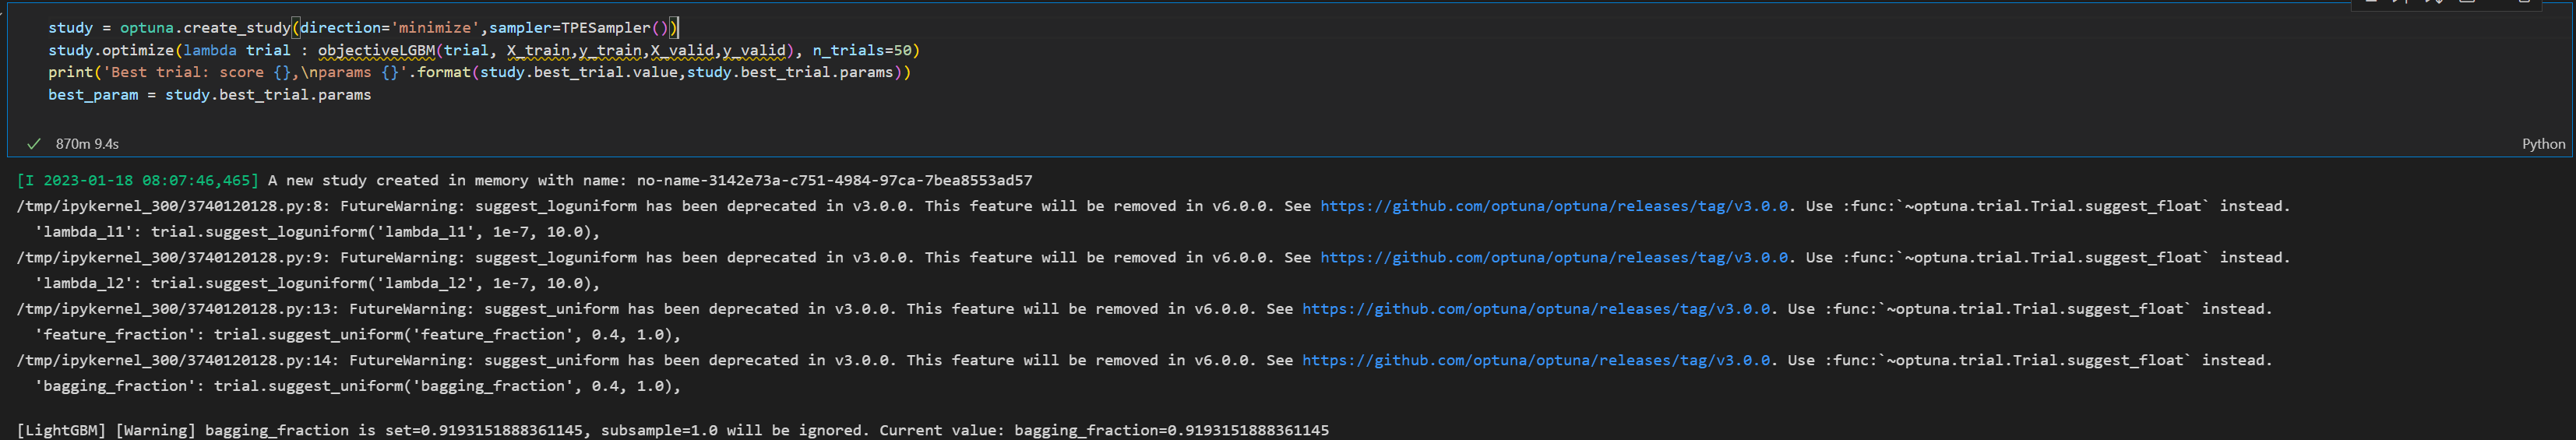 study = optuna.create_study(direction='minimize',sampler=TPESampler())
study.optimize(lambda trial : objectiveLGBM(trial, X_train,y_train,X_valid,y_valid), n_trials=50)
print('Best trial: score {},\nparams {}'.format(study.best_trial.value,study.best_trial.params))
best_param = study.best_trial.params
870m 9.4s
Python
[I 2023-01-18 08:07:46,465] A new study created in memory with name: no-name-3142e73a-c751-4984-97ca-7bea8553ad57
/tmp/ipykernel_300/3740120128.py:8: FutureWarning: suggest_loguniform has been deprecated in v3.0.0. This feature will be removed in v6.0.0. See https://github.com/optuna/optuna/releases/tag/v3.0.0. Use :func:`~optuna.trial.Trial.suggest_float` instead.
'lambda_l1': trial.suggest_loguniform('lambda_l1', 1e-7, 10.0),
/tmp/ipykernel_300/3740120128.py:9: FutureWarning: suggest_loguniform has been deprecated in v3.0.0. This feature will be removed in v6.0.0. See https://github.com/optuna/optuna/releases/tag/v3.0.0. Use :func:`~optuna.trial.Trial.suggest_float` instead.
'lambda_l2': trial.suggest_loguniform('lambda_l2', 1e-7, 10.0),
/tmp/ipykernel_300/3740120128.py:13: FutureWarning: suggest_uniform has been deprecated in v3.0.0. This feature will be removed in v6.0.0. See https://github.com/optuna/optuna/releases/tag/v3.0.0. Use :func:`~optuna.trial.Trial.suggest_float` instead.
'feature_fraction': trial.suggest_uniform('feature_fraction', 0.4, 1.0),
/tmp/ipykernel_300/3740120128.py:14: FutureWarning: suggest_uniform has been deprecated in v3.0.0. This feature will be removed in v6.0.0. See https://github.com/optuna/optuna/releases/tag/v3.0.0. Use :func:`~optuna.trial.Trial.suggest_float` instead.
'bagging_fraction': trial.suggest_uniform('bagging_fraction', 0.4, 1.0),
[LightGBM] [Warning] bagging_fraction is set=0.9193151888361145, subsample=1.0 will be ignored. Current value: bagging_fraction=0.9193151888361145